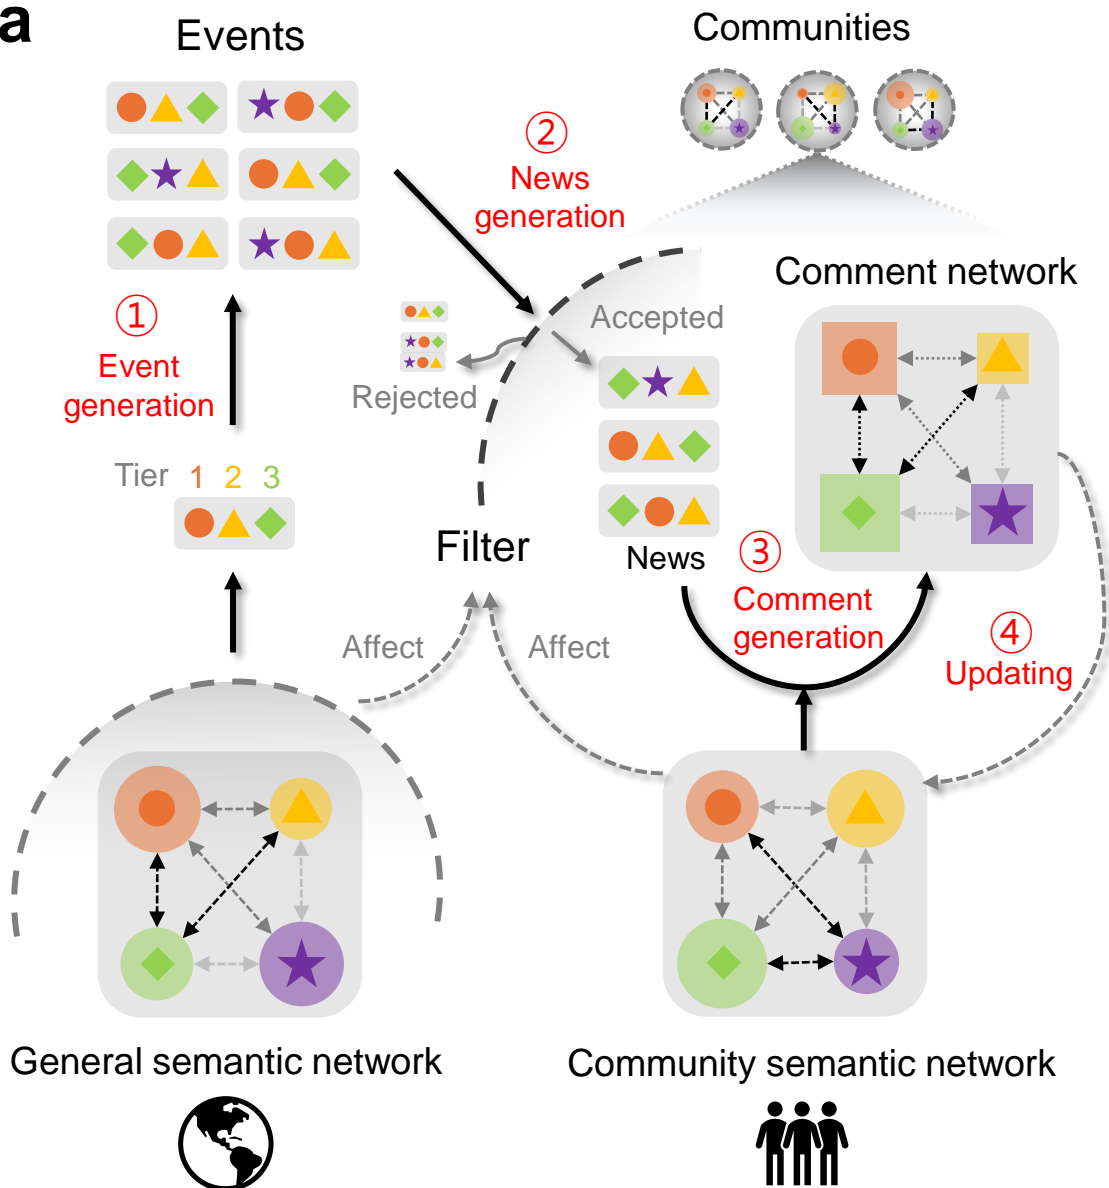 a
Events
Communities
②
News
generation
Comment network
①
Event
generation
Accepted
Rejected
Tier 1 2 3
Filter
News
③
Comment
generation
④
Updating
Affect
Affect
General semantic network
Community semantic network